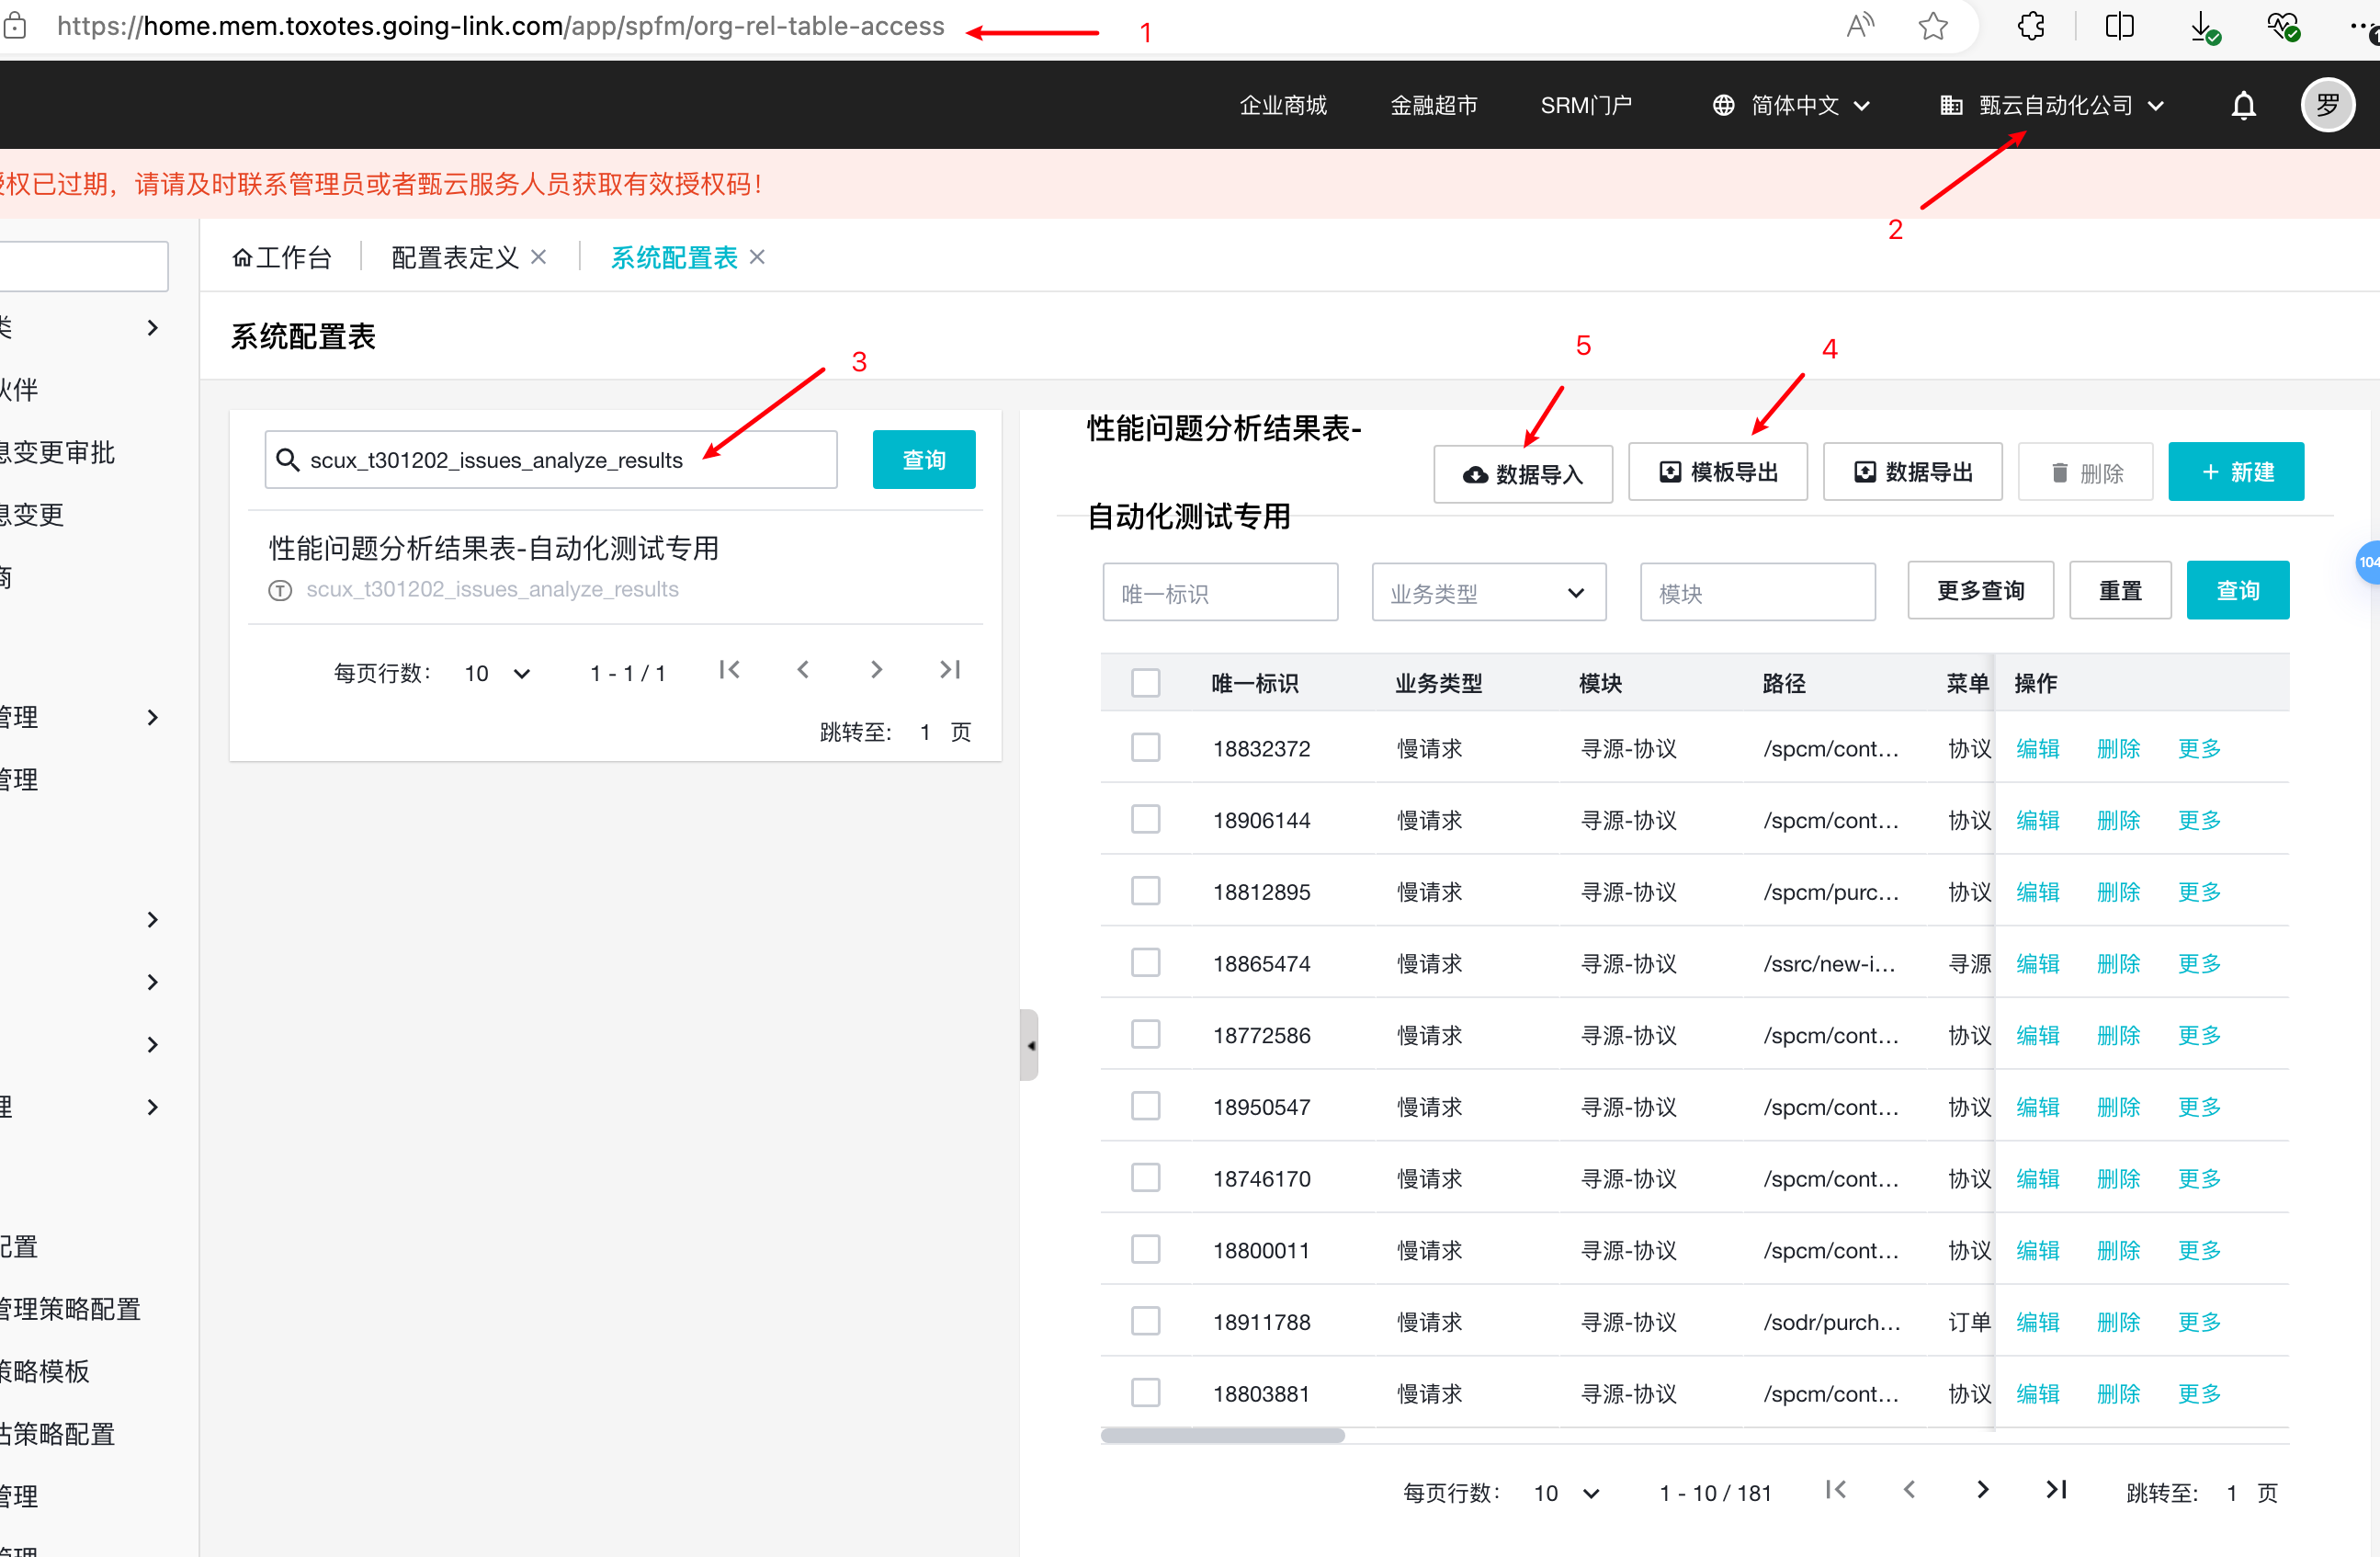 https://home.mem.toxotes.going-link.com/app/spfm/org-rel-table-access
1
企业商城 金融超市 SRM门户 简体中文 甄云自动化公司 罗
权已过期，请请及时联系管理员或者甄云服务人员获取有效授权码！
2
工作台 配置表定义 系统配置表
类
系统配置表
3
5
4
伙伴
息变更审批
息变更
商
管理
管理
理
配置
管理策略配置
策略模板
估策略配置
管理
管理
scux_t301202_issues_analyze_results 查询
性能问题分析结果表-自动化测试专用
T scux_t301202_issues_analyze_results
每页行数： 10 1 - 1 / 1
跳转至： 1 页
性能问题分析结果表-
自动化测试专用
数据导入 模板导出 数据导出 删除 + 新建
唯一标识 业务类型 模块 更多查询 重置 查询
104
唯一标识 业务类型 模块 路径 菜单 操作
18832372 慢请求 寻源-协议 /spcm/cont... 协议 编辑 删除 更多
18906144 慢请求 寻源-协议 /spcm/cont... 协议 编辑 删除 更多
18812895 慢请求 寻源-协议 /spcm/purc... 协议 编辑 删除 更多
18865474 慢请求 寻源-协议 /ssrc/new-i... 寻源 编辑 删除 更多
18772586 慢请求 寻源-协议 /spcm/cont... 协议 编辑 删除 更多
18950547 慢请求 寻源-协议 /spcm/cont... 协议 编辑 删除 更多
18746170 慢请求 寻源-协议 /spcm/cont... 协议 编辑 删除 更多
18800011 慢请求 寻源-协议 /spcm/cont... 协议 编辑 删除 更多
18911788 慢请求 寻源-协议 /sodr/purch... 订单 编辑 删除 更多
18803881 慢请求 寻源-协议 /spcm/cont... 协议 编辑 删除 更多
每页行数： 10 1 - 10 / 181 跳转至： 1 页